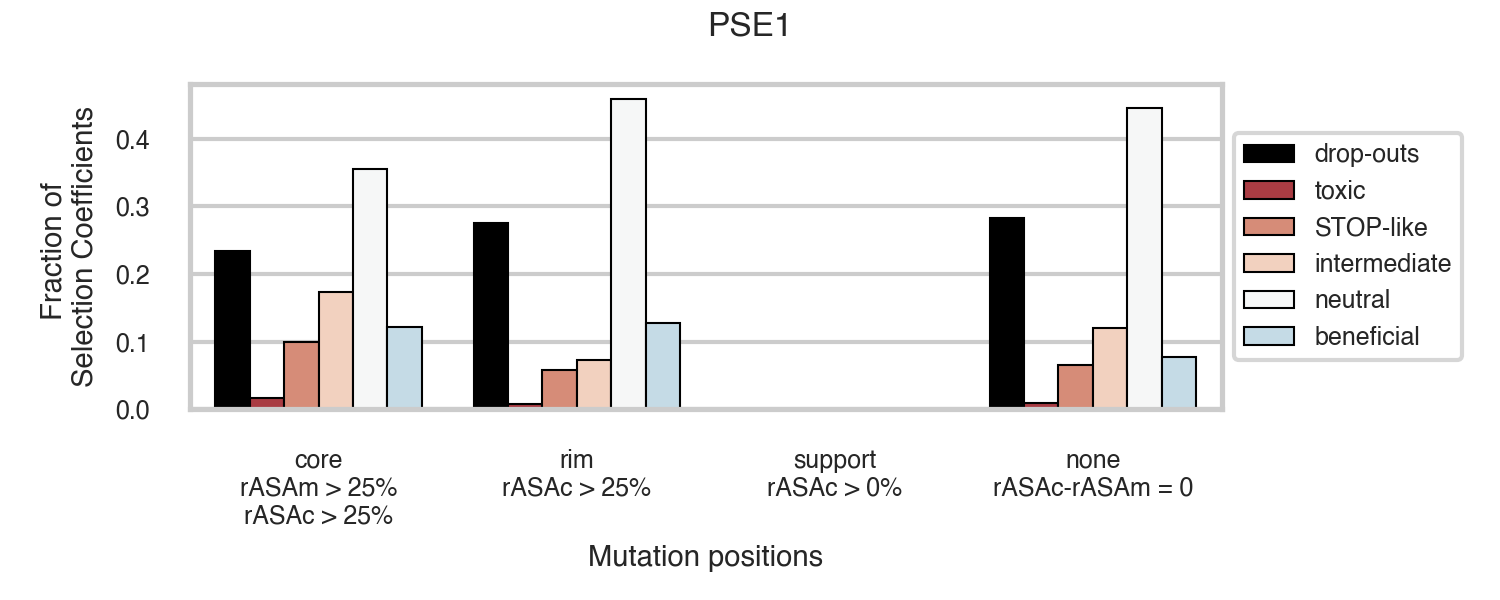 PSE1
Fraction of
Selection Coefficients
0.4
0.3
0.2
0.1
0.0
drop-outs
toxic
STOP-like
intermediate
neutral
beneficial
core
rASAm > 25%
rASAc > 25%
rim
rASAc > 25%
support
rASAc > 0%
none
rASAc-rASAm = 0
Mutation positions